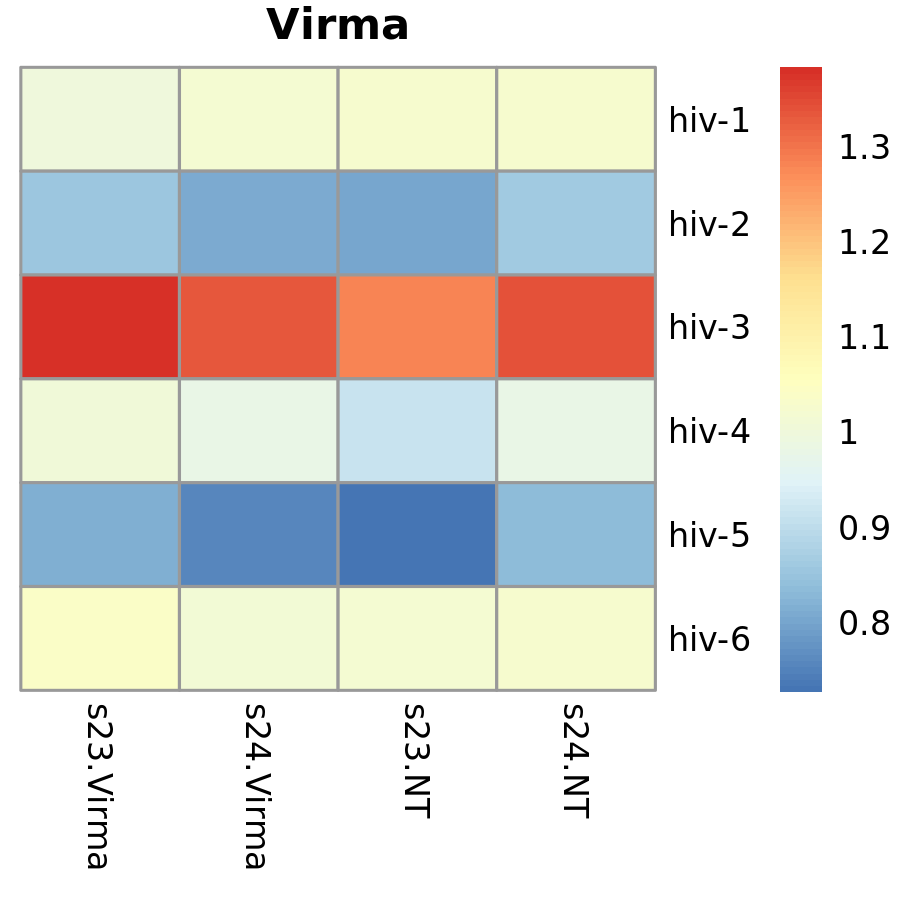 Virma
hiv-1
hiv-2
hiv-3
hiv-4
hiv-5
hiv-6
1.3
1.2
1.1
1
0.9
0.8
s23.Virma
s24.Virma
s23.NT
s24.NT